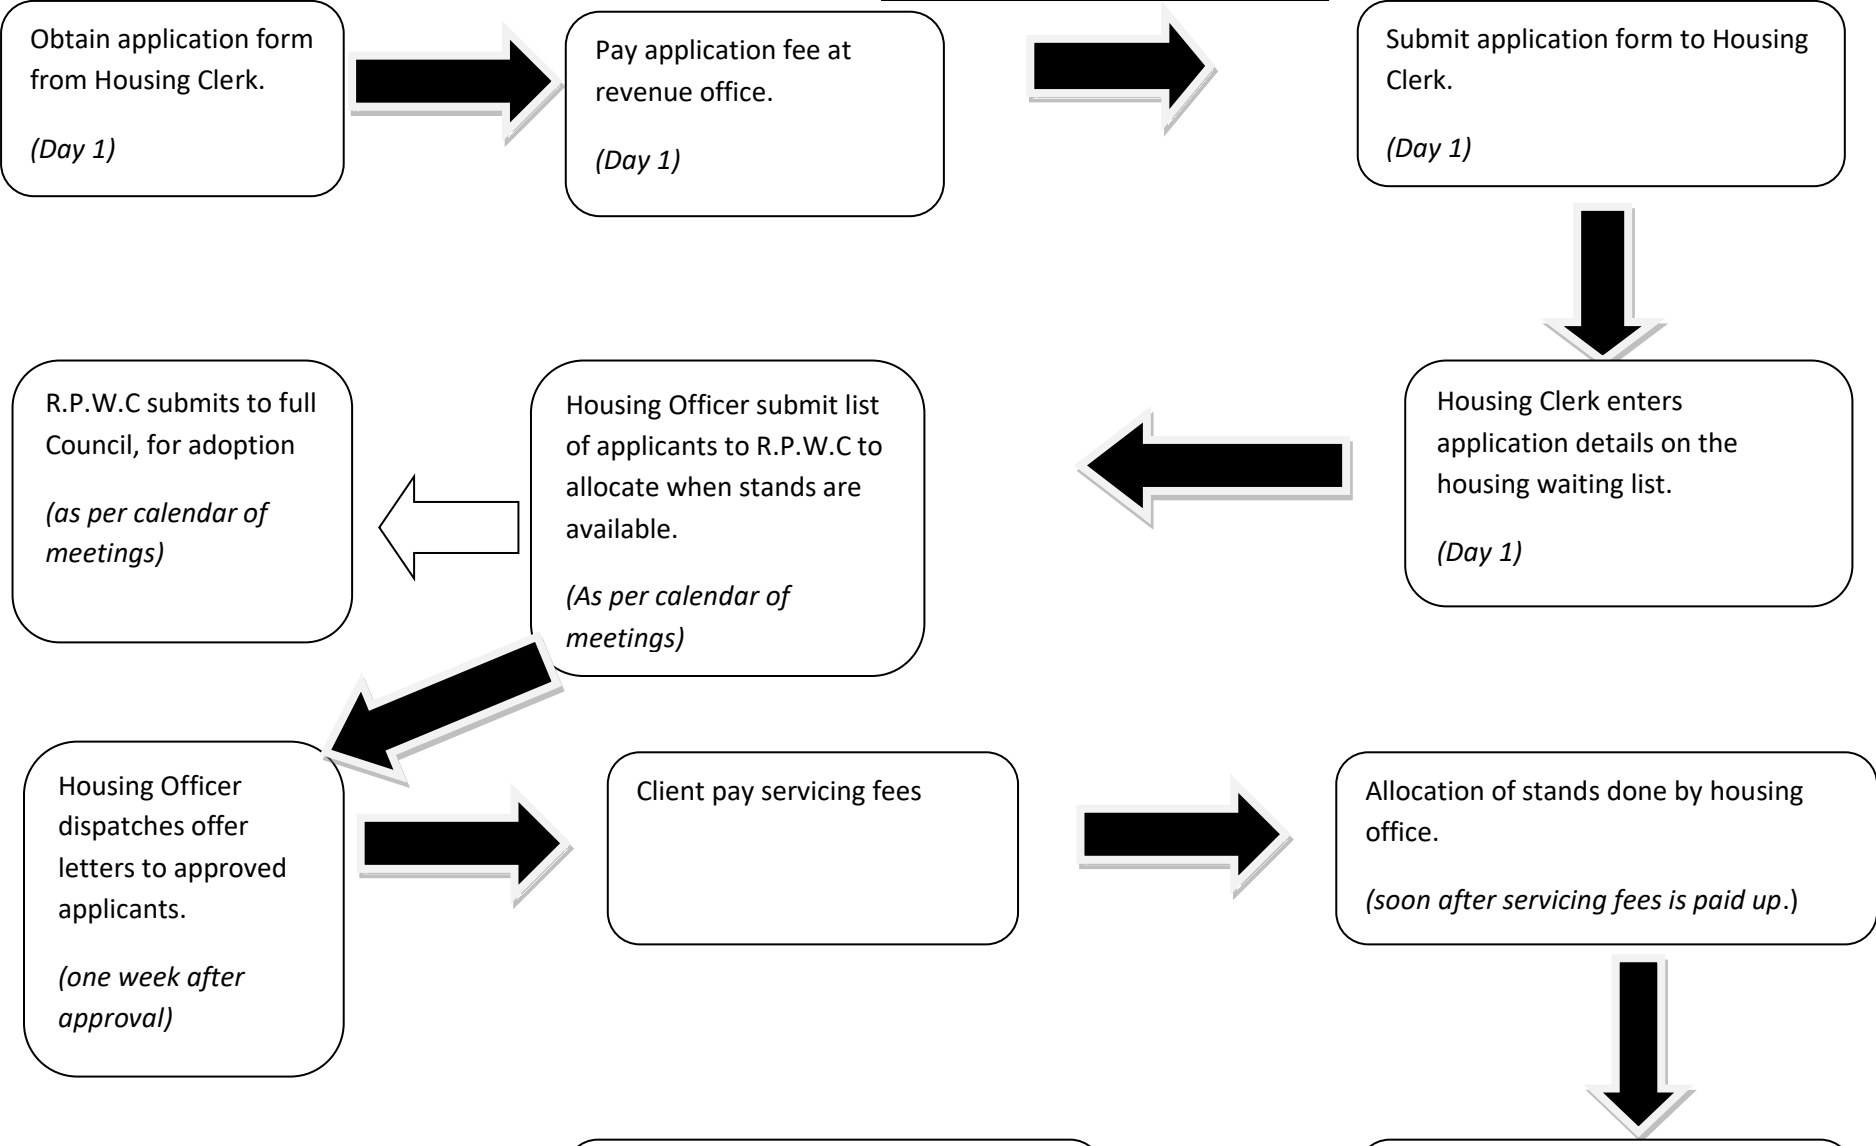 Obtain application form
from Housing Clerk.
(Day 1)
Pay application fee at
revenue office.
(Day 1)
Submit application form to Housing
Clerk.
(Day 1)
Housing Clerk enters
application details on the
housing waiting list.
(Day 1)
Housing Officer submit list
of applicants to R.P.W.C to
allocate when stands are
available.
(As per calendar of
meetings)
R.P.W.C submits to full
Council, for adoption
(as per calendar of
meetings)
Housing Officer
dispatches offer
letters to approved
applicants.
(one week after
approval)
Client pay servicing fees
Allocation of stands done by housing
office.
(soon after servicing fees is paid up.)